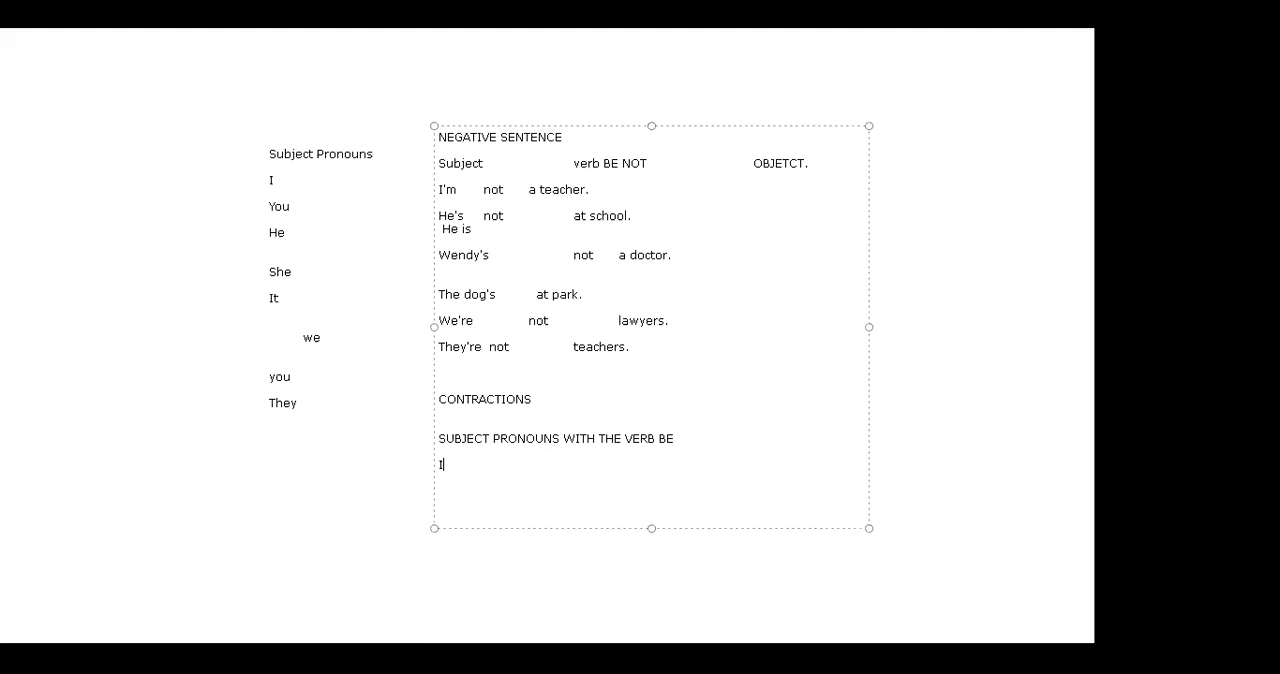 Subject Pronouns
I
You
He
She
It
we
you
They
NEGATIVE SENTENCE
Subject verb BE NOT OBJETCT.
I'm not a teacher.
He's not at school.
He is
Wendy's not a doctor.
The dog's at park.
We're not lawyers.
They're not teachers.
CONTRACTIONS
SUBJECT PRONOUNS WITH THE VERB BE
I